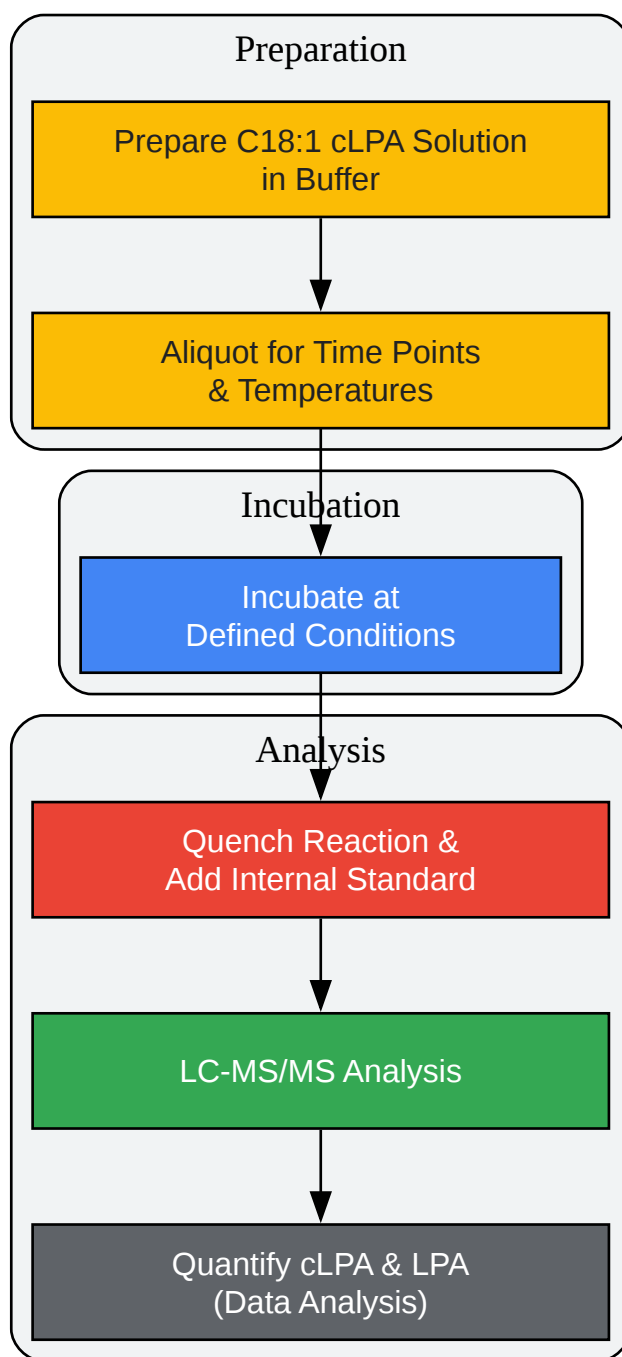 Preparation
Prepare C18:1 cLPA Solution
in Buffer
Aliquot for Time Points
& Temperatures
Incubation
Incubate at
Defined Conditions
Analysis
Quench Reaction &
Add Internal Standard
LC-MS/MS Analysis
Quantify cLPA & LPA
(Data Analysis)